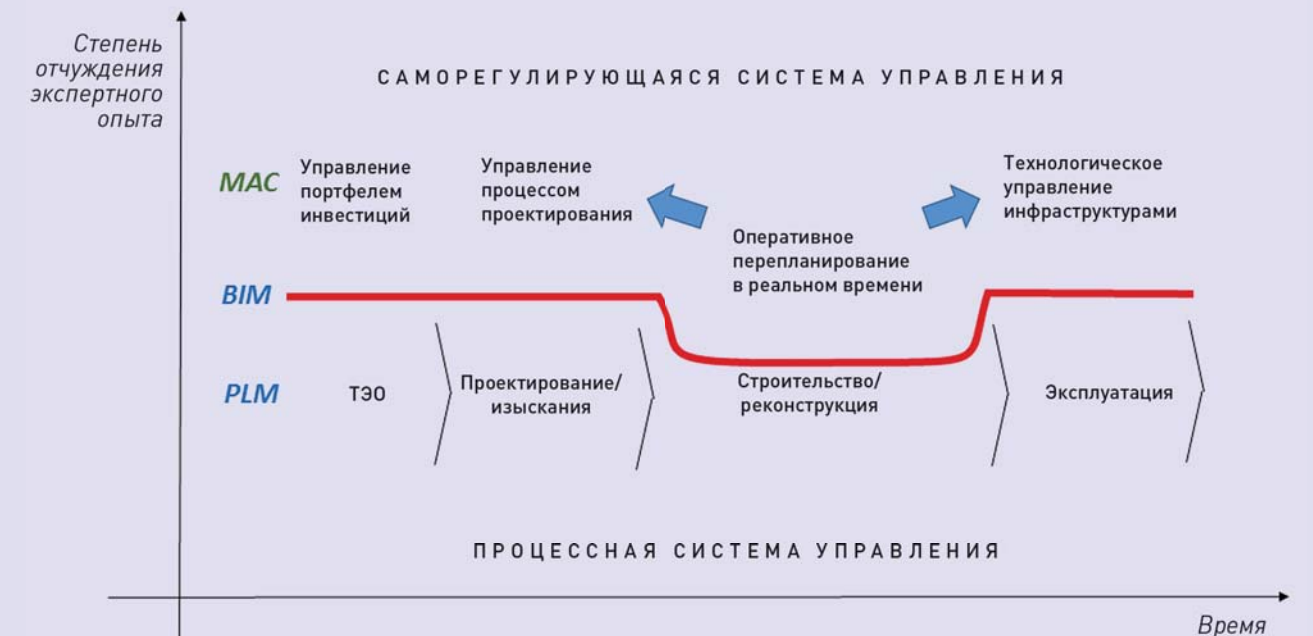 Степень
отчуждения
экспертного
опыта
САМОРЕГУЛИРУЮЩАЯСЯ СИСТЕМА УПРАВЛЕНИЯ
МАС
Управление
портфелем
инвестиций
Управление
процессом
проектирования
Оперативное
перепланирование
в реальном времени
Технологическое
управление
инфраструктурами
BIM
PLM
ТЭО
Проектирование/
изыскания
Строительство/
реконструкция
Эксплуатация
ПРОЦЕССНАЯ СИСТЕМА УПРАВЛЕНИЯ
Время